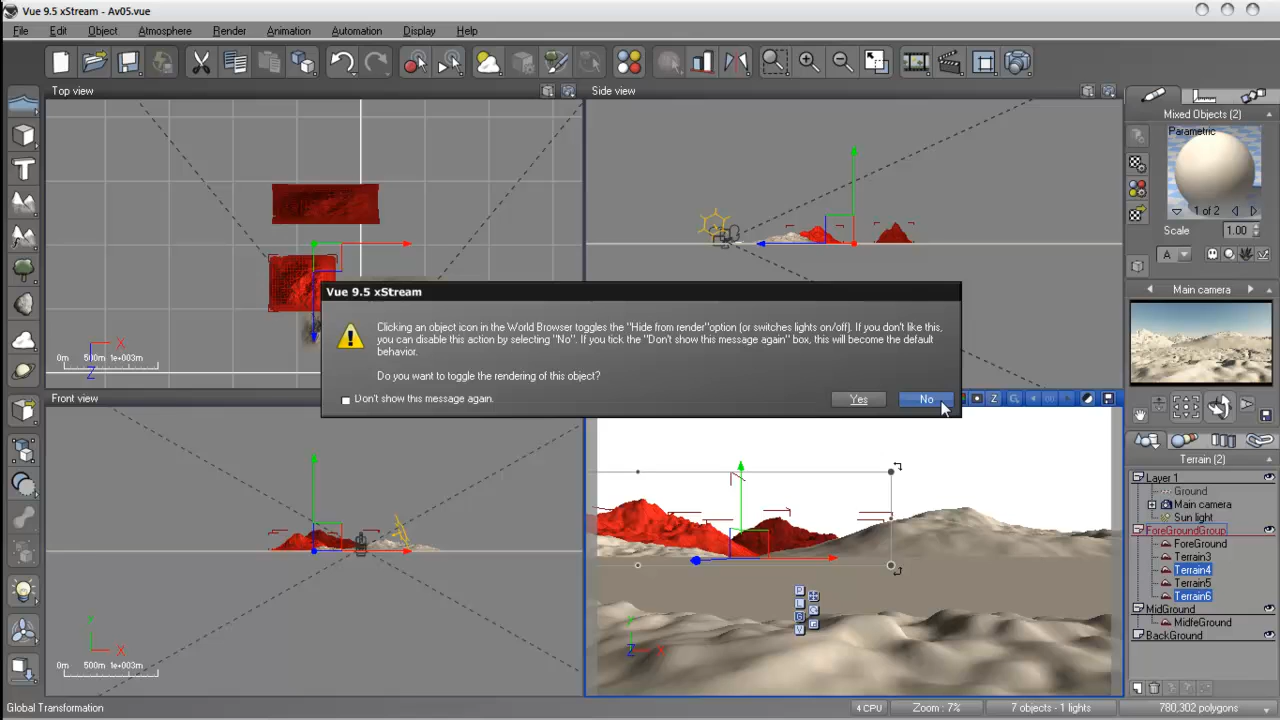 Vue 9.5 xStream - Av05.vue
File Edit Object Atmosphere Render Animation Automation Display Help
Top view
Side view
Mixed Objects (2)
Parametric
1 of 2
Scale 1.00
A
Main camera
X
0m 500m 1e+003m
Z
Vue 9.5 xStream
Clicking an object icon in the World Browser toggles the "Hide from render"option (or switches lights on/off). If you don't like this,
you can disable this action by selecting "No". If you tick the "Don't show this message again" box, this will become the default
behavior.
Do you want to toggle the rendering of this object?
Don't show this message again.
Yes
No
Front view
Z
Terrain (2)
Layer 1
Ground
Main camera
Sun light
ForeGroundGroup
ForeGround
Terrain3
Terrain4
Terrain5
Terrain6
MidGround
MidfeGround
BackGround
Y
X
0m 500m 1e+003m
Y
Z X
Global Transformation
4 CPU
Zoom : 7%
7 objects - 1 lights
780,302 polygons